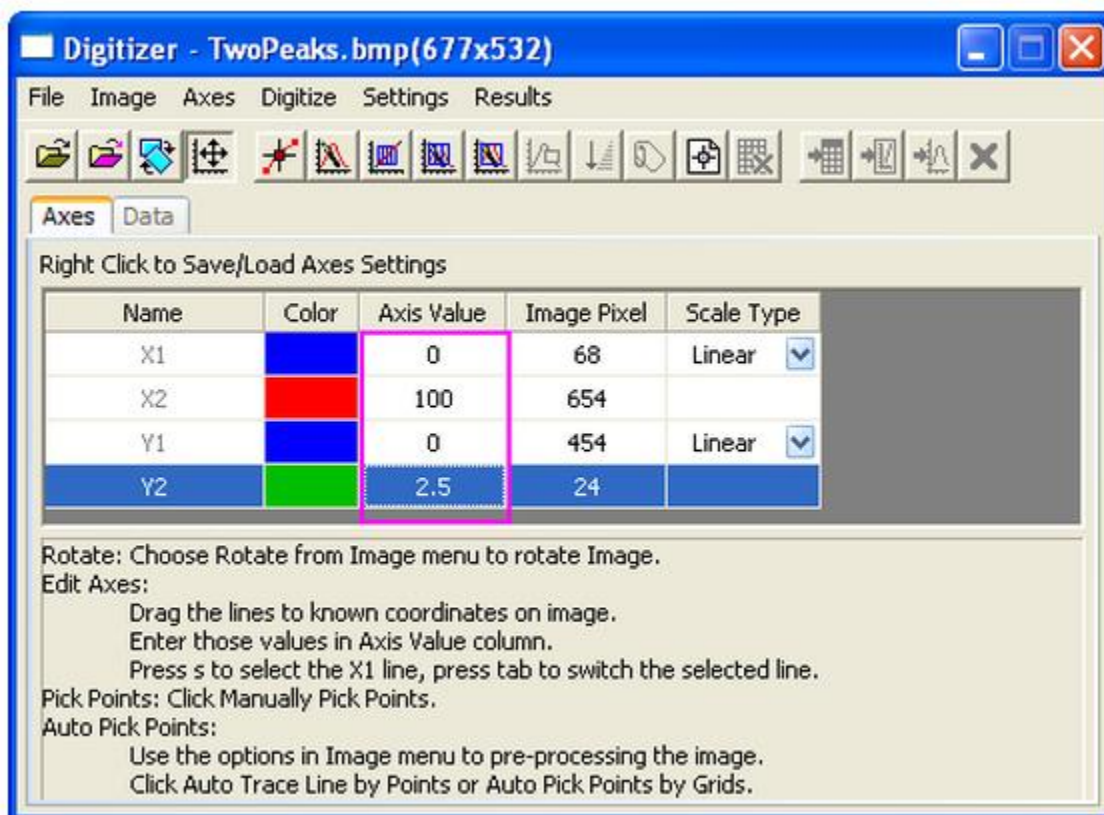 Digitizer - TwoPeaks.bmp(677x532)
File Image Axes Digitize Settings Results
Axes Data
Right Click to Save/Load Axes Settings
Name Color Axis Value Image Pixel Scale Type
X1 0 68 Linear
X2 100 654
Y1 0 454 Linear
Y2 2.5 24
Rotate: Choose Rotate from Image menu to rotate Image.
Edit Axes:
Drag the lines to known coordinates on image.
Enter those values in Axis Value column.
Press s to select the X1 line, press tab to switch the selected line.
Pick Points: Click Manually Pick Points.
Auto Pick Points:
Use the options in Image menu to pre-processing the image.
Click Auto Trace Line by Points or Auto Pick Points by Grids.